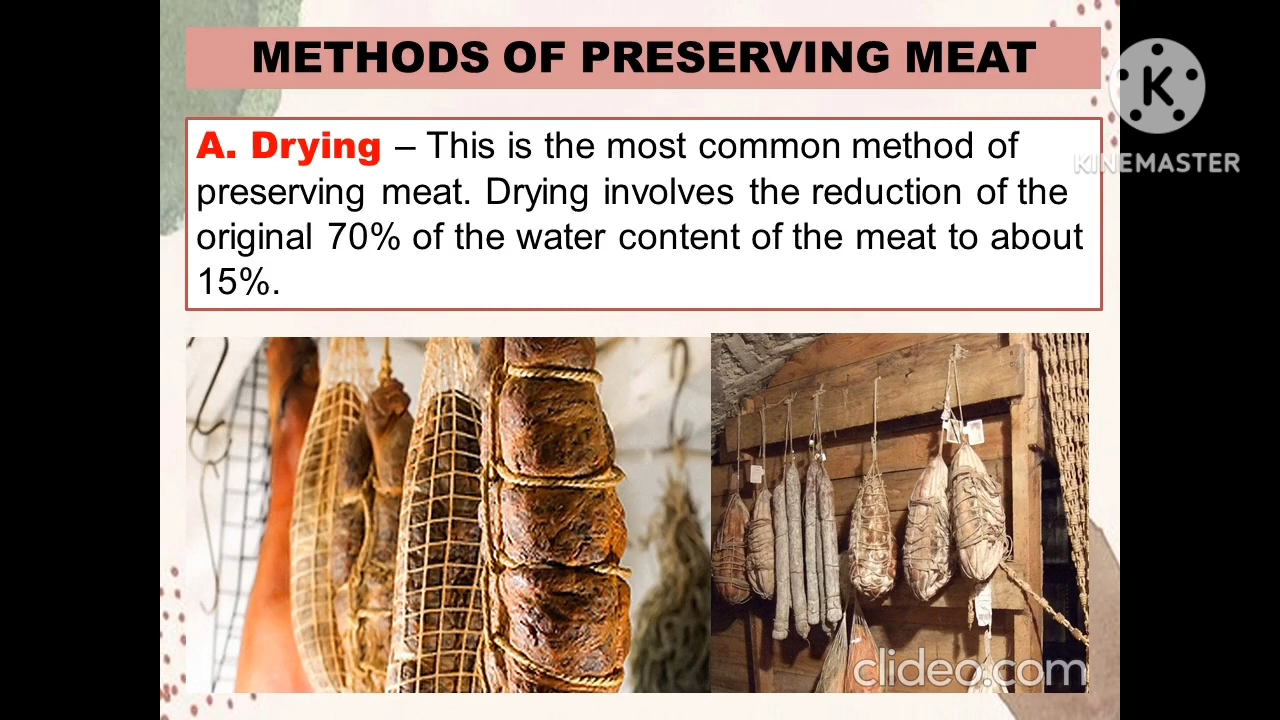 METHODS OF PRESERVING MEAT
K
KINEMASTER
A. Drying – This is the most common method of
preserving meat. Drying involves the reduction of the
original 70% of the water content of the meat to about
15%.
clideo.com